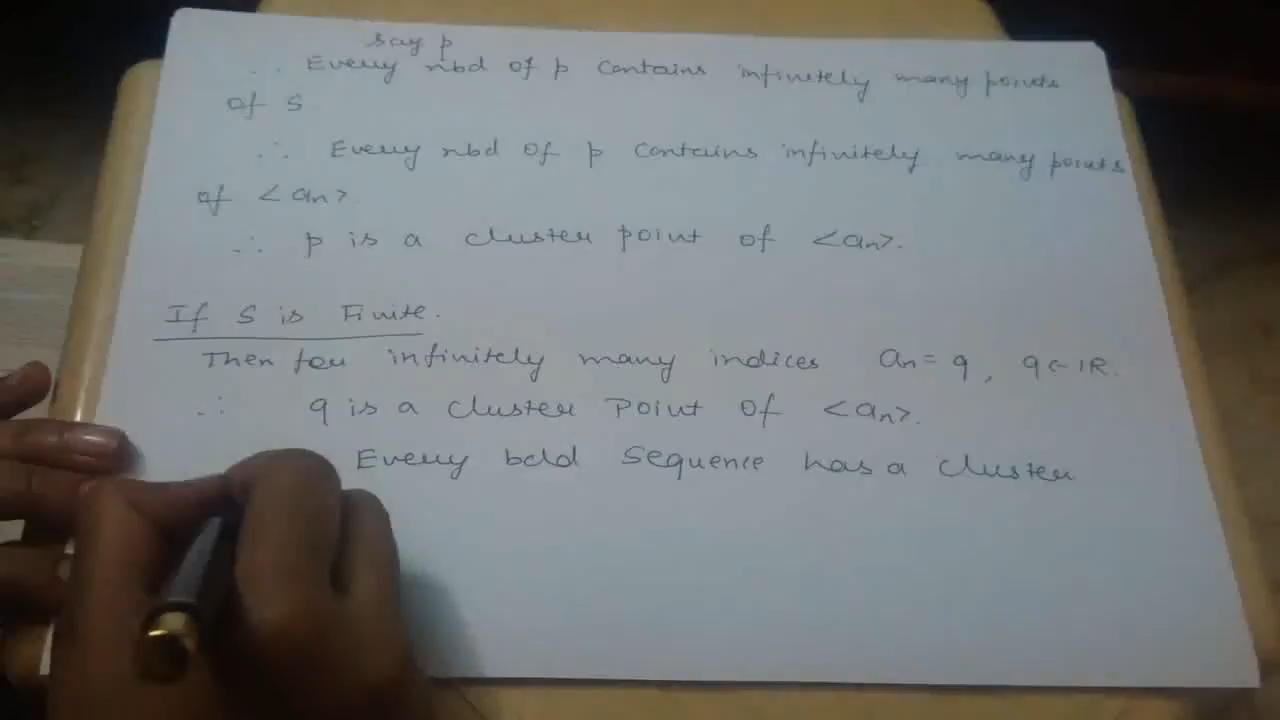 say p
∴ Every nbd of p contains infinitely many points
of S
∴ Every nbd of p contains infinitely many points
of <an>
∴ p is a cluster point of <an>.
If S is Finite.
Then for infinitely many indices an = q, q ∈ IR.
∴ q is a cluster point of <an>.
Every bdd sequence has a cluster